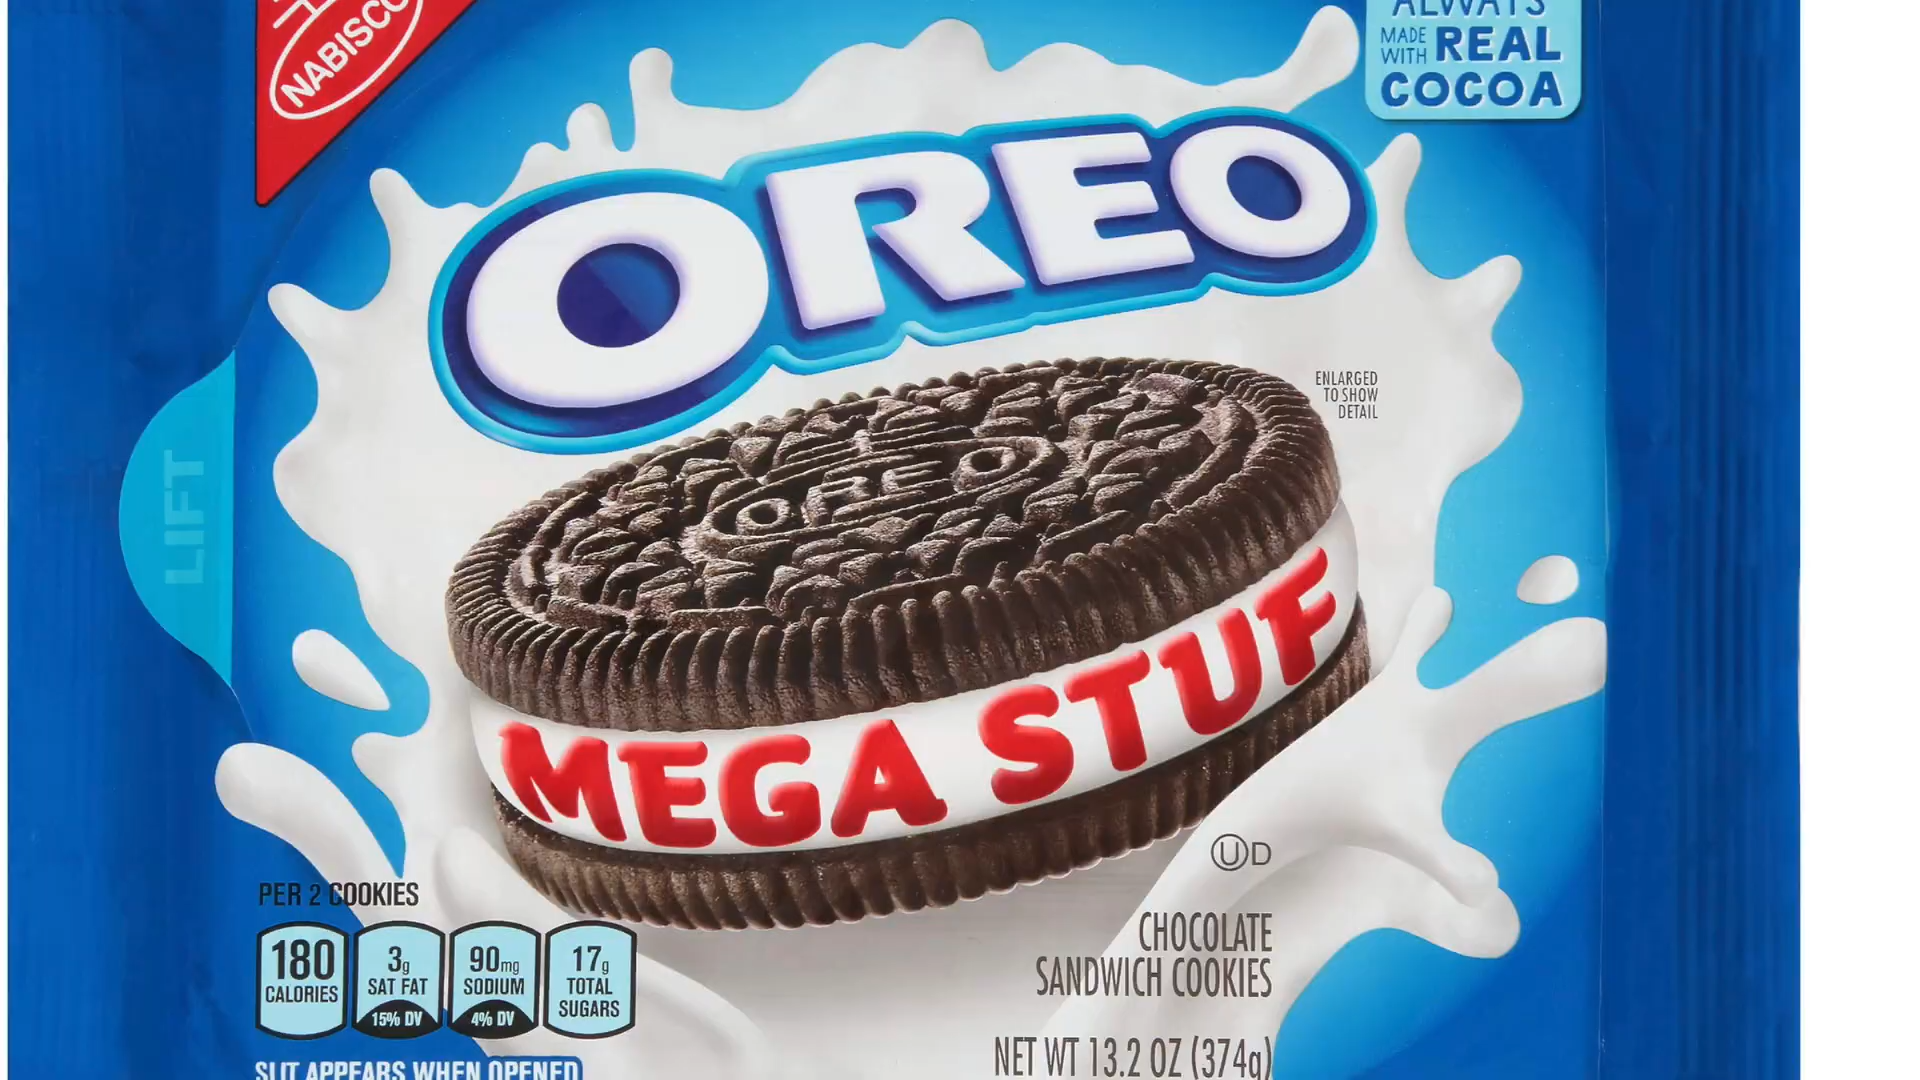 NABISCO
ALWAYS
MADE
WITH REAL
COCOA
OREO
ENLARGED
TO SHOW
DETAIL
LIFT
OREO
MEGA STUF
UD
PER 2 COOKIES
180
CALORIES
3g
SAT FAT
15% DV
90mg
SODIUM
4% DV
17g
TOTAL
SUGARS
CHOCOLATE
SANDWICH COOKIES
NET WT 13.2 OZ (374g)
SLIT APPEARS WHEN OPENED